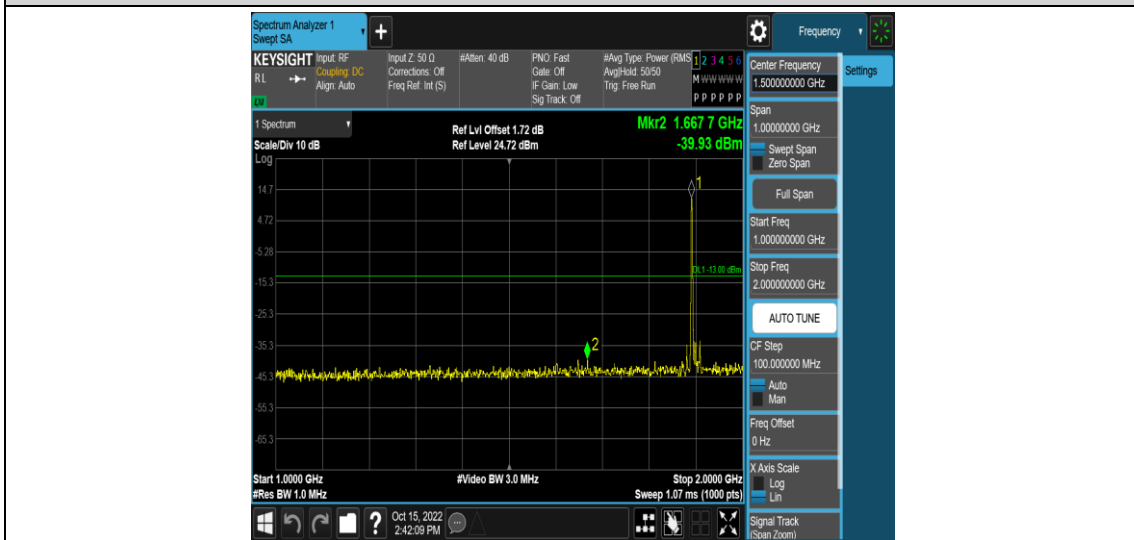 Spectrum Analyzer 1
Swept SA
+
Frequency
KEYSIGHT
RL
LXI
Input: RF
Coupling: DC
Align: Auto
Input Z: 50 Ω
Corrections: Off
Freq Ref: Int (S)
#Atten: 40 dB
PNO: Fast
Gate: Off
IF Gain: Low
Sig Track: Off
#Avg Type: Power (RMS
Avg|Hold: 50/50
Trig: Free Run
1 2 3 4 5 6
M W W W W W
P P P P P P
1 Spectrum
Scale/Div 10 dB
Log
Ref Lvl Offset 1.72 dB
Ref Level 24.72 dBm
Mkr2 1.667 7 GHz
-39.93 dBm
14.7
4.72
-5.28
-15.3
-25.3
-35.3
-45.3
-55.3
-65.3
1
DL1 -13.00 dBm
2
Start 1.0000 GHz
#Res BW 1.0 MHz
#Video BW 3.0 MHz
Stop 2.0000 GHz
Sweep 1.07 ms (1000 pts)
?
Oct 15, 2022
2:42:09 PM
Center Frequency
1.500000000 GHz
Settings
Span
1.00000000 GHz
Swept Span
Zero Span
Full Span
Start Freq
1.000000000 GHz
Stop Freq
2.000000000 GHz
AUTO TUNE
CF Step
100.000000 MHz
Auto
Man
Freq Offset
0 Hz
X Axis Scale
Log
Lin
Signal Track
(Span Zoom)